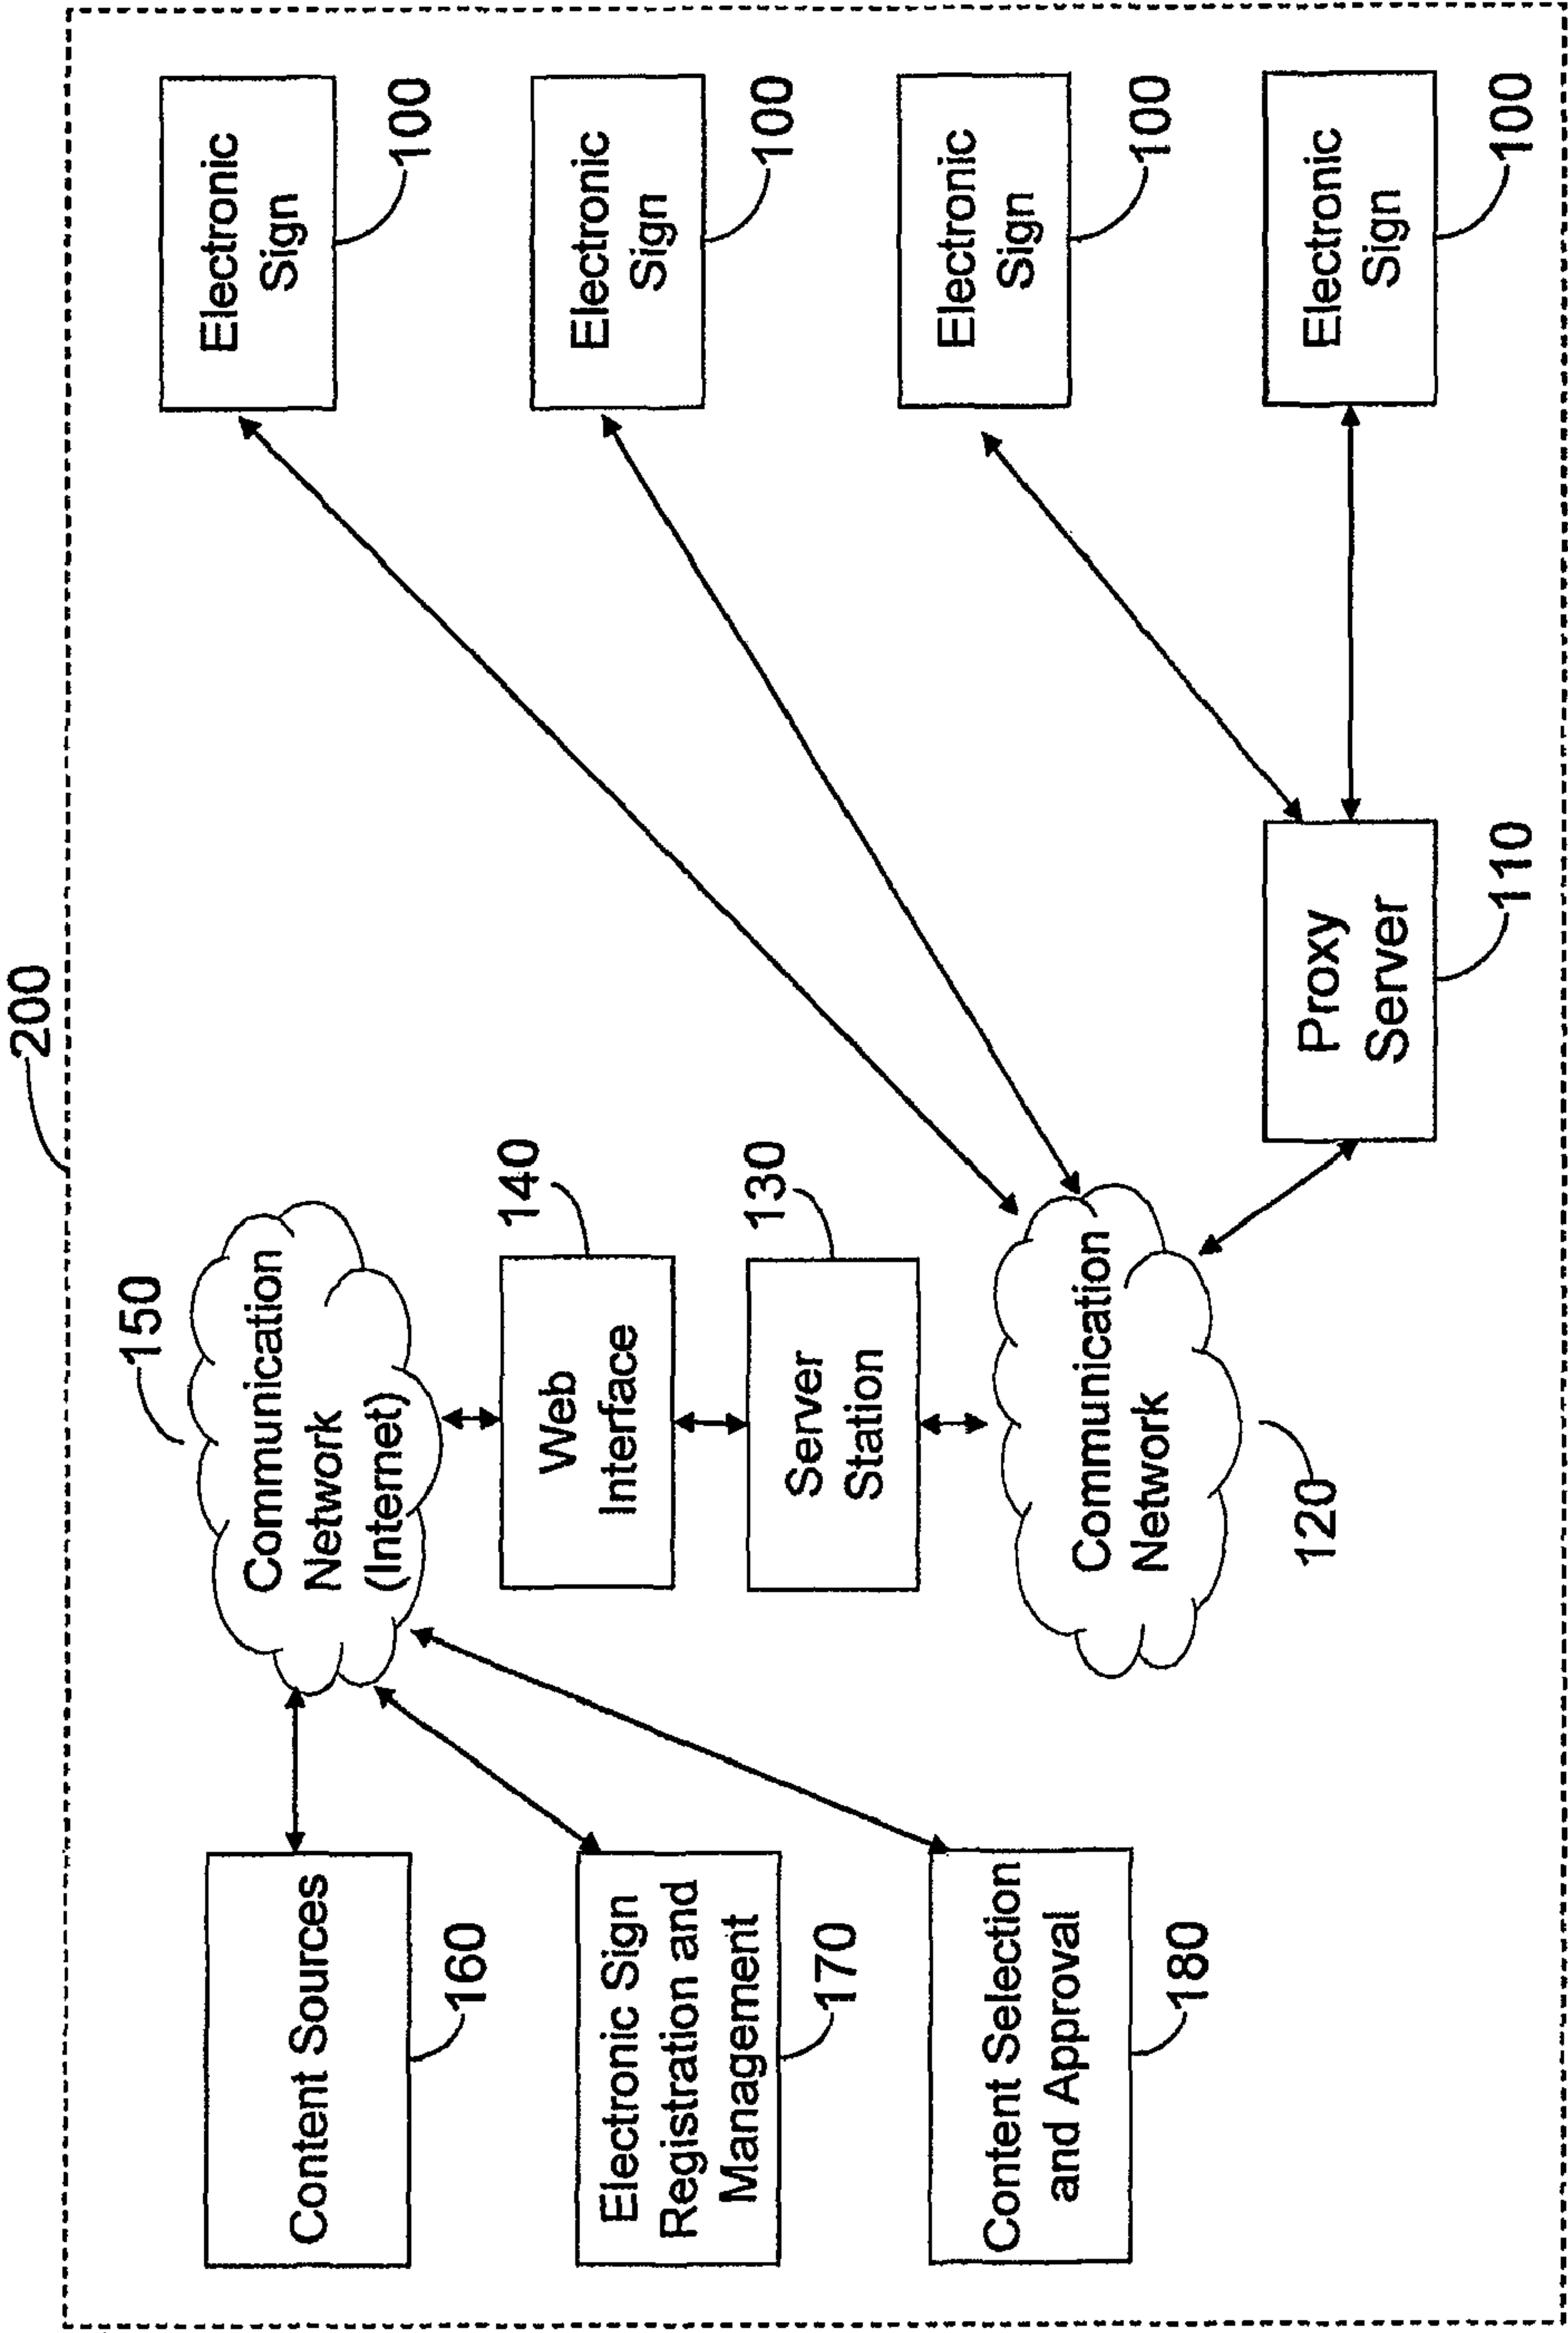 200
150
Communication
Network
(Internet)
Content Sources
160
Electronic Sign
Registration and
Management
170
Content Selection
and Approval
180
Web
Interface
140
Server
Station
130
Communication
Network
120
Proxy
Server
110
Electronic
Sign
100
Electronic
Sign
100
Electronic
Sign
100
Electronic
Sign
100